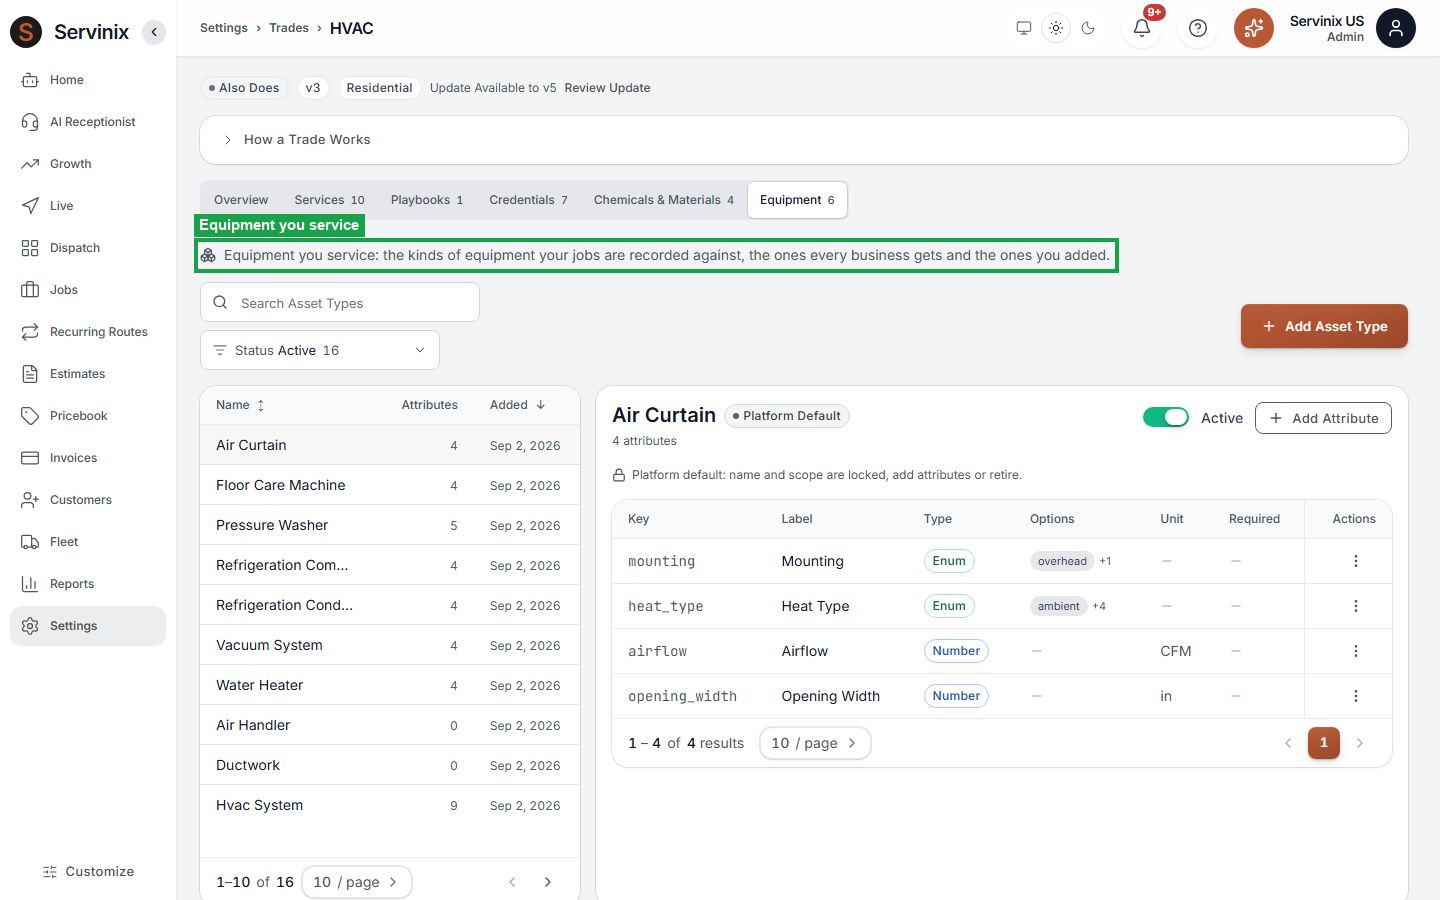 S Servinix
Settings > Trades > HVAC
9+
Servinix US
Admin
Home
AI Receptionist
Growth
Live
Dispatch
Jobs
Recurring Routes
Estimates
Pricebook
Invoices
Customers
Fleet
Reports
Settings
Customize
Also Does v3 Residential Update Available to v5 Review Update
How a Trade Works
Overview Services 10 Playbooks 1 Credentials 7 Chemicals & Materials 4 Equipment 6
Equipment you service
Equipment you service: the kinds of equipment your jobs are recorded against, the ones every business gets and the ones you added.
Search Asset Types
Status Active 16
+ Add Asset Type
Name Attributes Added
Air Curtain 4 Sep 2, 2026
Floor Care Machine 4 Sep 2, 2026
Pressure Washer 5 Sep 2, 2026
Refrigeration Com... 4 Sep 2, 2026
Refrigeration Cond... 4 Sep 2, 2026
Vacuum System 4 Sep 2, 2026
Water Heater 4 Sep 2, 2026
Air Handler 0 Sep 2, 2026
Ductwork 0 Sep 2, 2026
Hvac System 9 Sep 2, 2026
1–10 of 16 10 / page
Air Curtain Platform Default
4 attributes
Active + Add Attribute
Platform default: name and scope are locked, add attributes or retire.
Key Label Type Options Unit Required Actions
mounting Mounting Enum overhead +1 — —
heat_type Heat Type Enum ambient +4 — —
airflow Airflow Number — CFM —
opening_width Opening Width Number — in —
1 – 4 of 4 results 10 / page 1